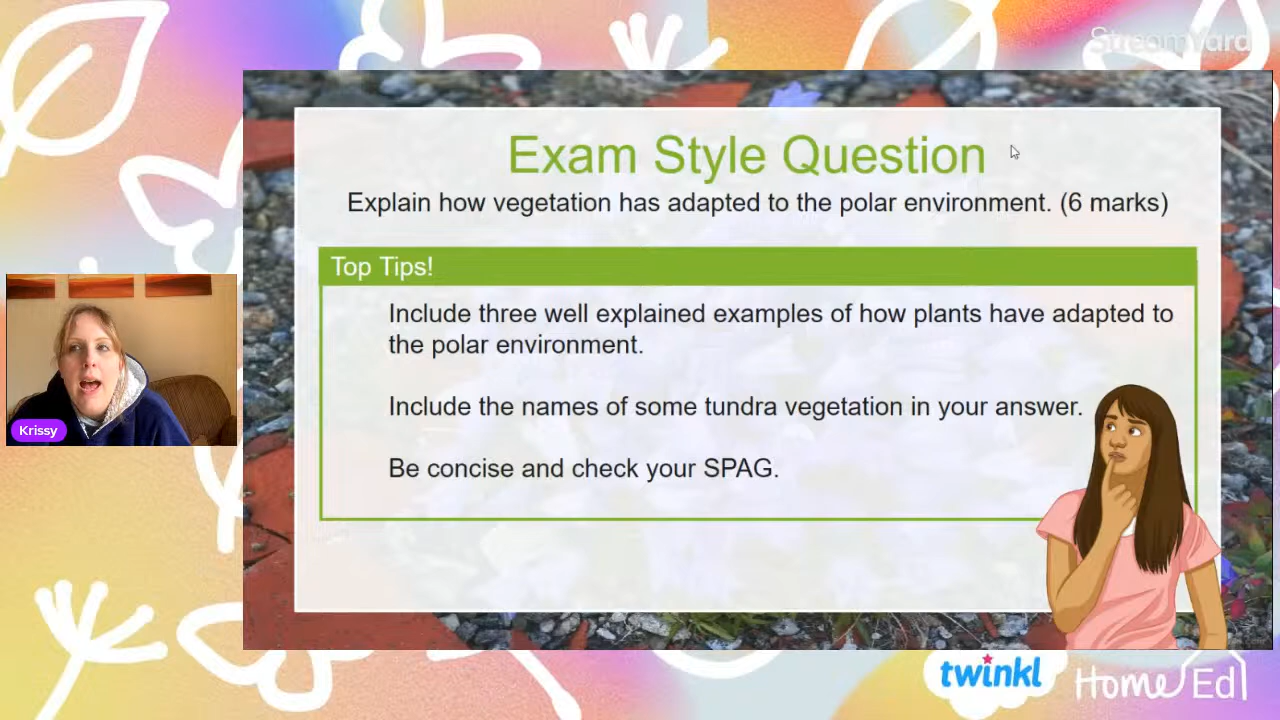 StreamYard
Exam Style Question
Explain how vegetation has adapted to the polar environment. (6 marks)
Top Tips!
Include three well explained examples of how plants have adapted to
the polar environment.
Include the names of some tundra vegetation in your answer.
Be concise and check your SPAG.
Krissy
twinkl Home Ed